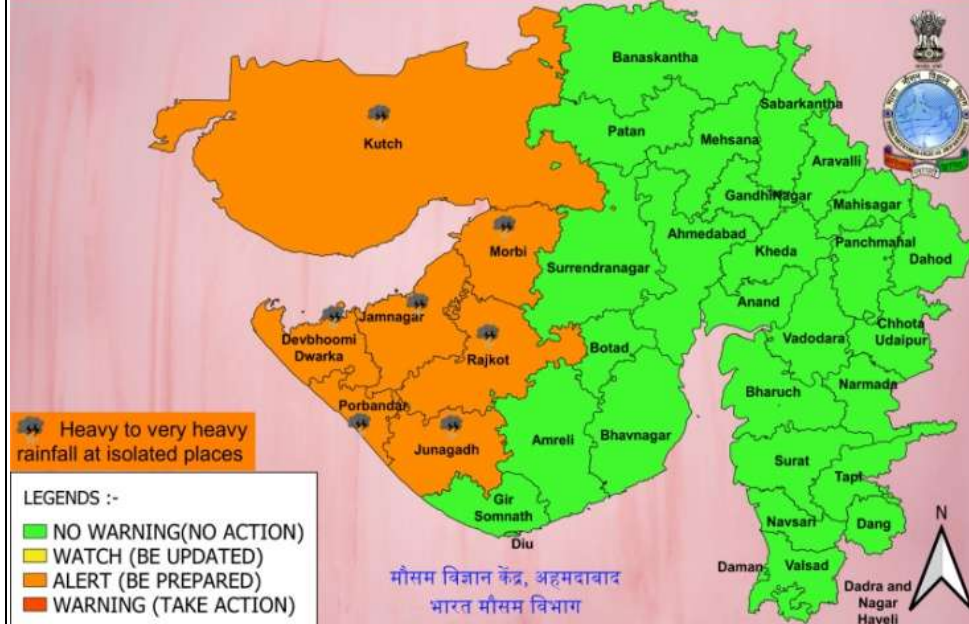 Banaskantha
Sabarkantha
Patan
Mehsana
Kutch
Aravalli
GandhiNagar
Mahisagar
Ahmedabad
Morbi
Kheda
Panchmahal
Dahod
Surrendranagar
Anand
Jamnagar
Devbhoomi
Dwarka
Rajkot
Botad
Vadodara
Chhota
Udaipur
Bharuch
Narmada
Porbandar
Junagadh
Amreli
Bhavnagar
Heavy to very heavy
rainfall at isolated places
Surat
Tapi
LEGENDS :-
NO WARNING(NO ACTION)
WATCH (BE UPDATED)
ALERT (BE PREPARED)
WARNING (TAKE ACTION)
Gir
Somnath
Diu
Navsari
Dang
N
Daman
Valsad
Dadra and
Nagar
Haveli
मौसम विज्ञान केंद्र, अहमदाबाद
भारत मौसम विभाग